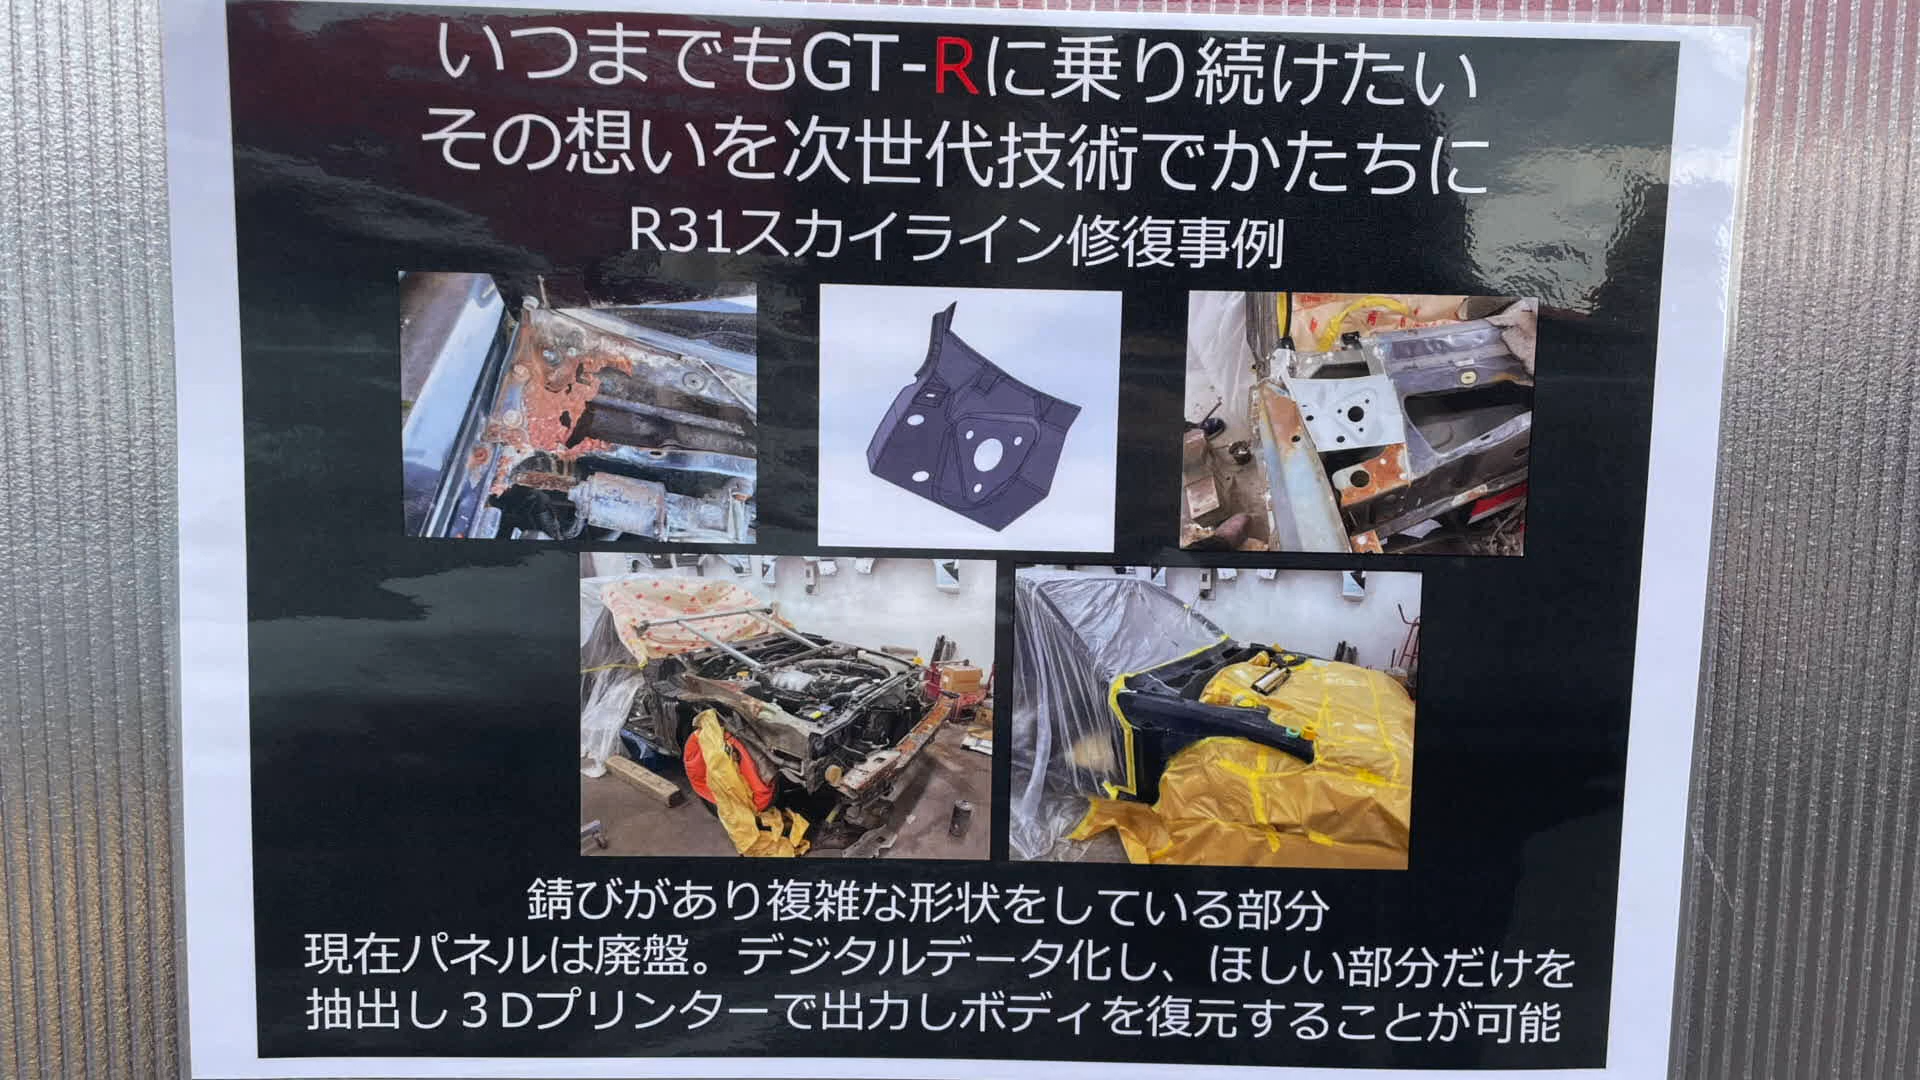 いつまでもGT-Rに乗り続けたい
その想いを次世代技術でかたちに
R31スカイライン修復事例
錆びがあり複雑な形状をしている部分
現在パネルは廃盤。デジタルデータ化し、ほしい部分だけを
抽出し３Dプリンターで出力しボディを復元することが可能